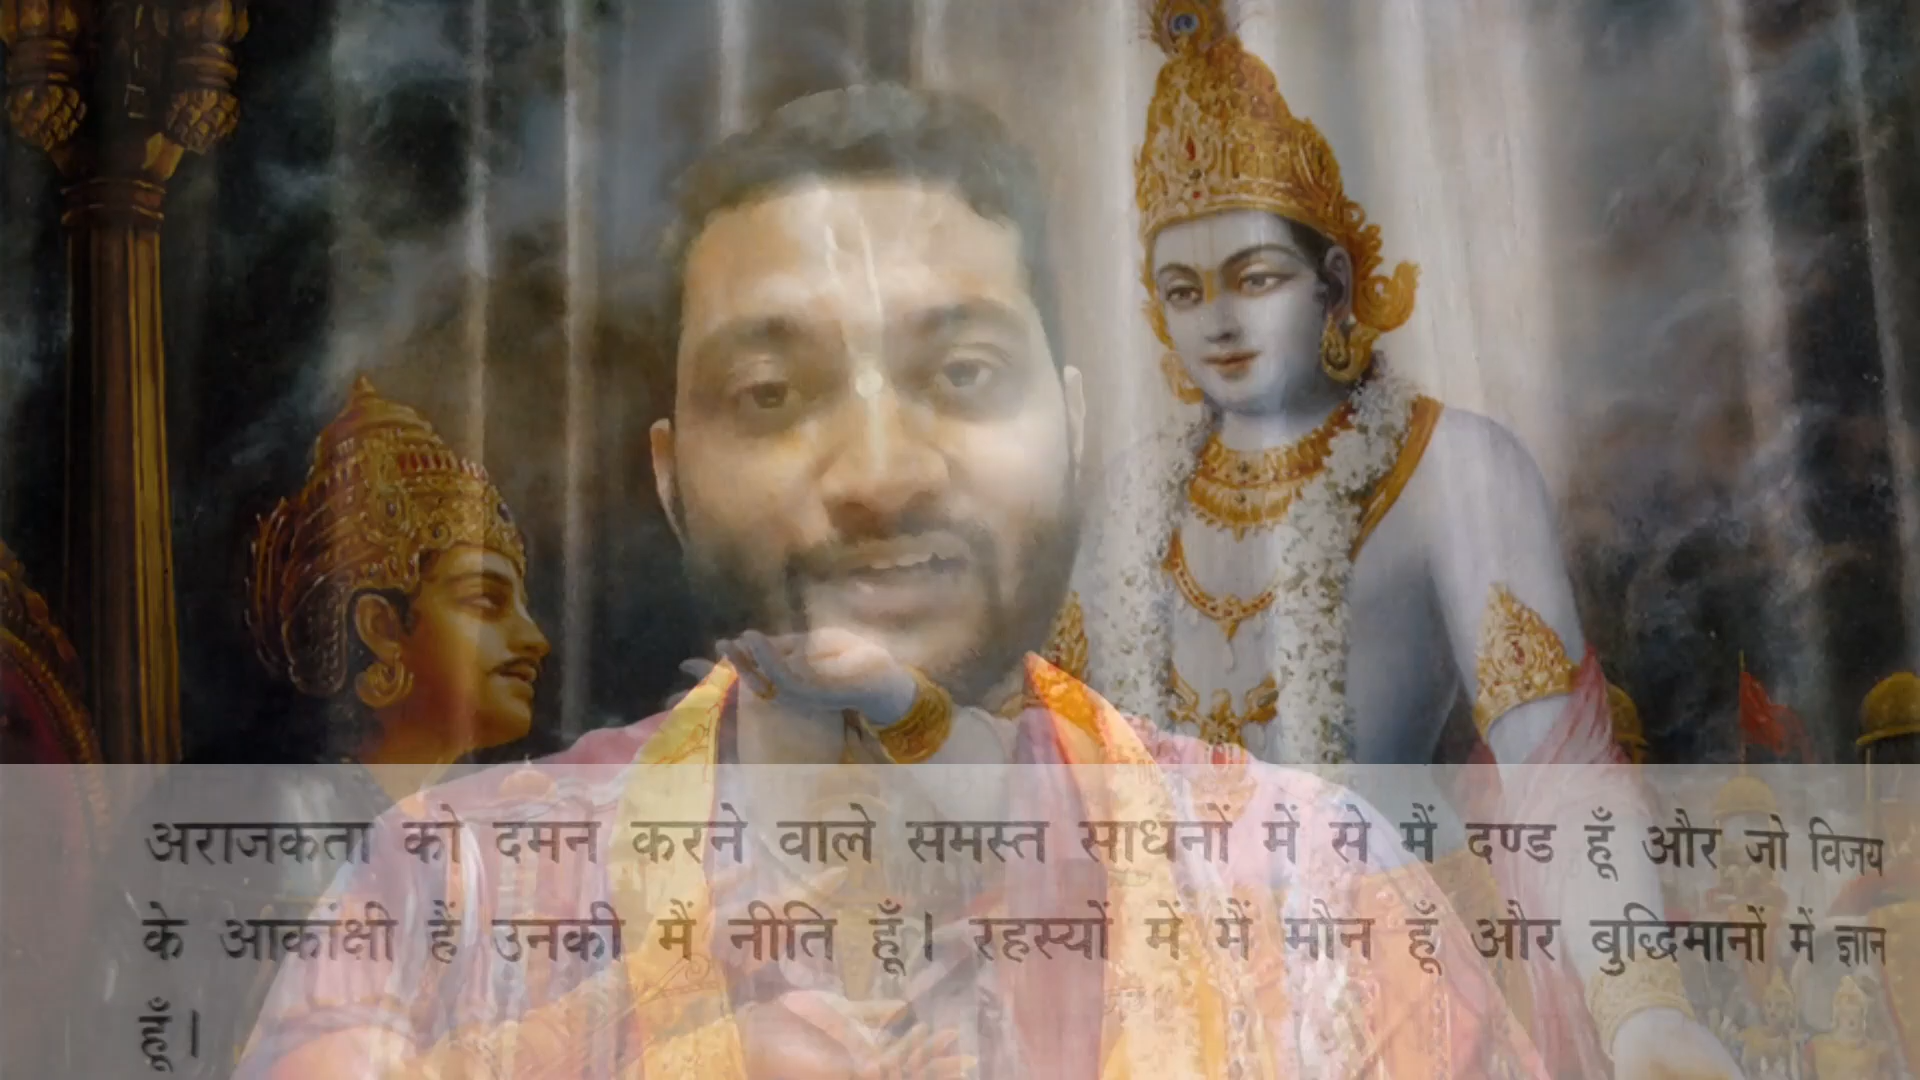 अराजकता को दमन करने वाले समस्त साधनों में से मैं दण्ड हूँ और जो विजय
के आकांक्षी हैं उनकी मैं नीति हूँ। रहस्यों में मैं मौन हूँ और बुद्धिमानों में ज्ञान
हूँ।